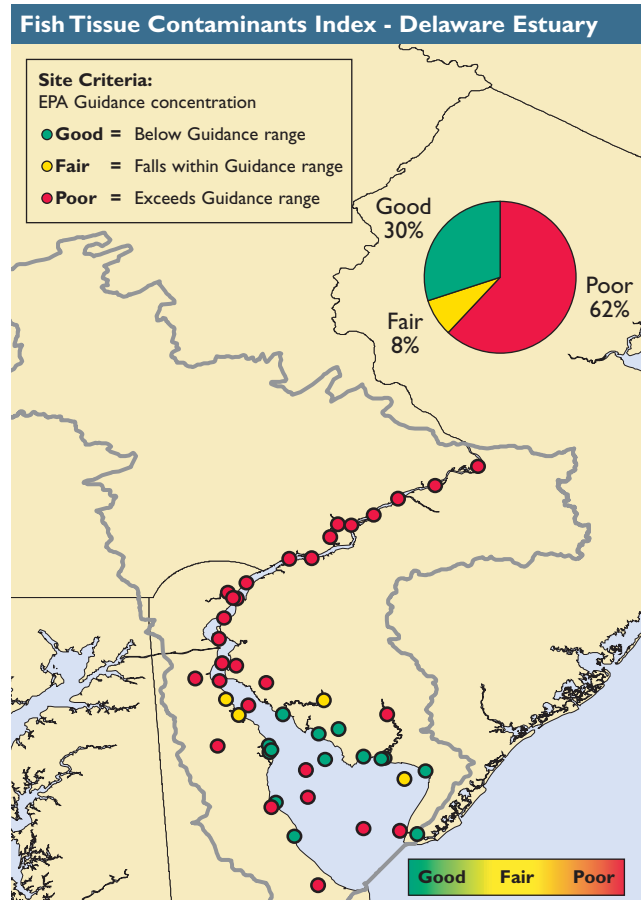 Fish Tissue Contaminants Index - Delaware Estuary
Site Criteria:
EPA Guidance concentration
Good = Below Guidance range
Fair = Falls within Guidance range
Poor = Exceeds Guidance range
Good
30%
Poor
62%
Fair
8%
Good Fair Poor